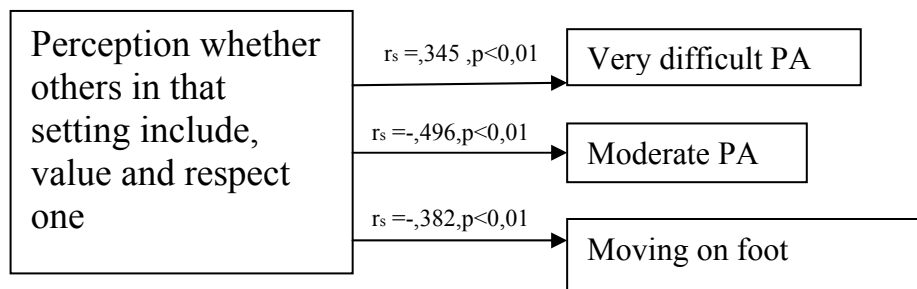 Perception whether
others in that
setting include,
value and respect
one
rs =,345 ,p<0,01
Very difficult PA
rs=-,496,p<0,01
Moderate PA
rs =-,382,p<0,01
Moving on foot